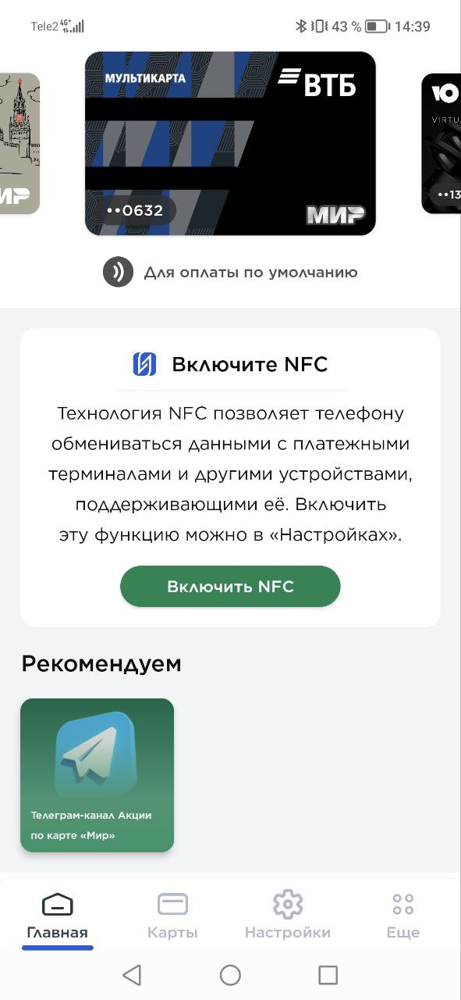 Tele2 4G+ 43 % 14:39
МУЛЬТИКАРТА ВТБ
VIRTU
••0632 ••13
МИР МИР
Для оплаты по умолчанию
Включите NFC
Технология NFC позволяет телефону
обмениваться данными с платежными
терминалами и другими устройствами,
поддерживающими её. Включить
эту функцию можно в «Настройках».
Включить NFC
Рекомендуем
Телеграм-канал Акции
по карте «Мир»
Главная Карты Настройки Еще